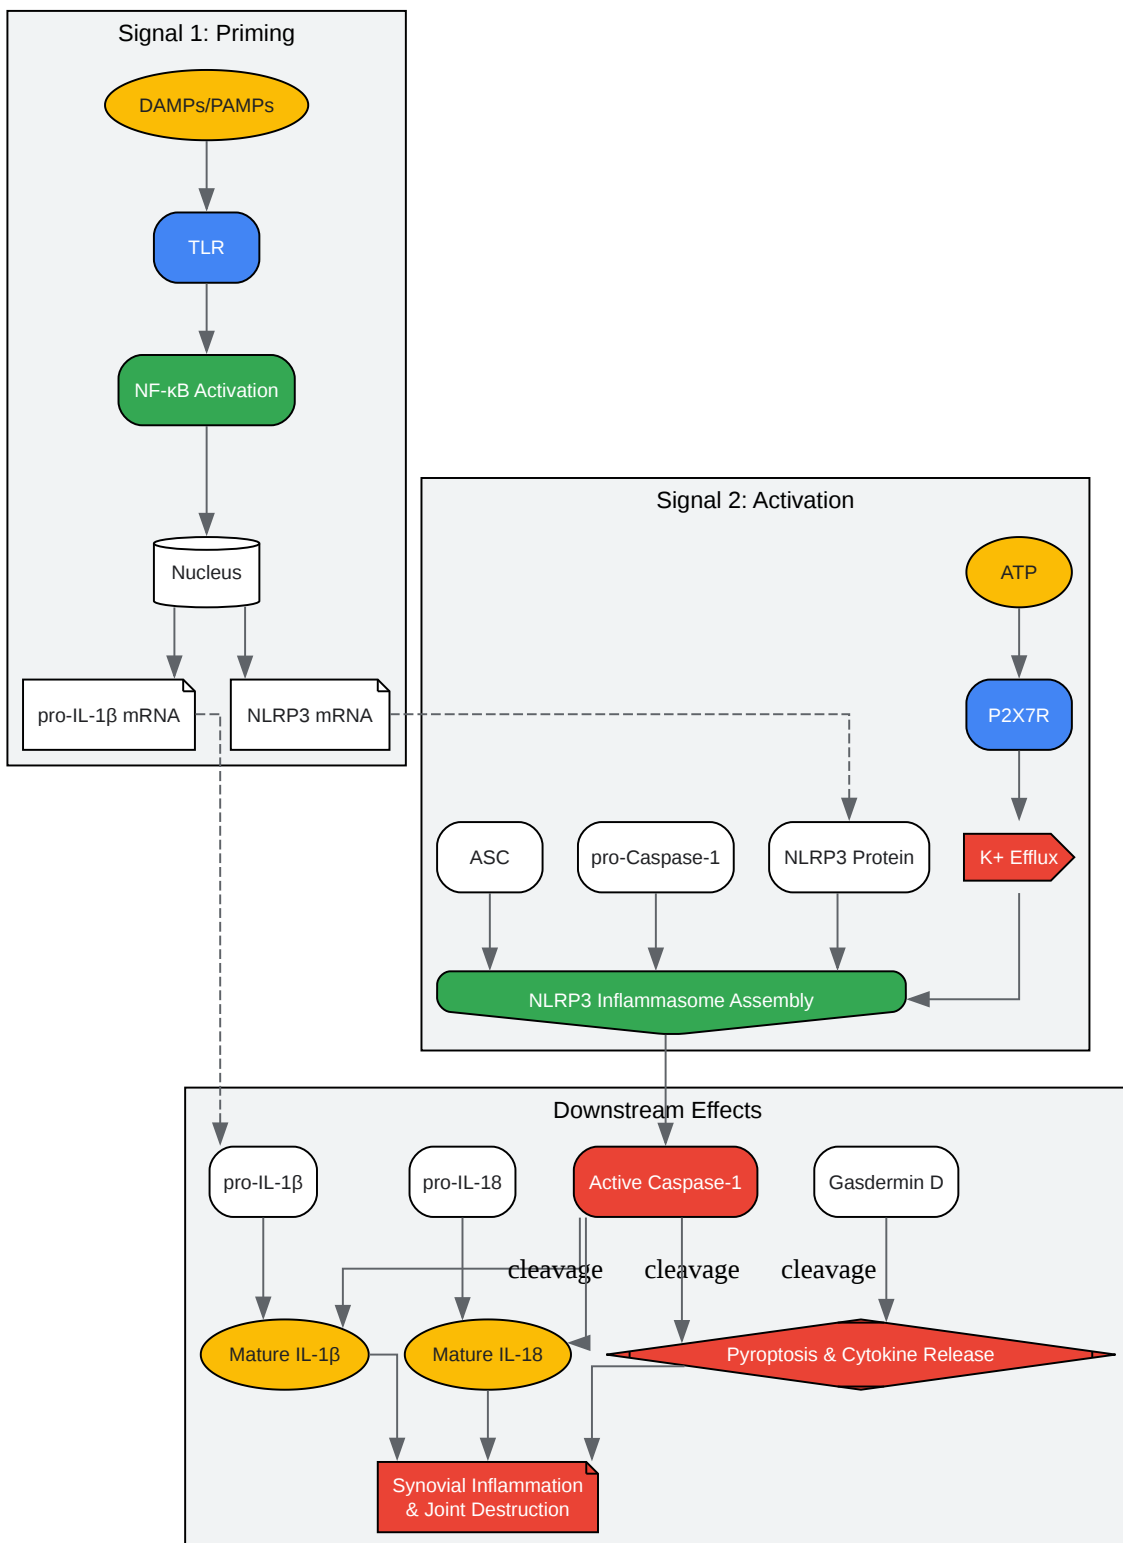 Signal 1: Priming
DAMPs/PAMPs
TLR
NF-κB Activation
Nucleus
pro-IL-1β mRNA
NLRP3 mRNA
Signal 2: Activation
ATP
P2X7R
ASC
pro-Caspase-1
NLRP3 Protein
K+ Efflux
NLRP3 Inflammasome Assembly
Downstream Effects
pro-IL-1β
pro-IL-18
Active Caspase-1
Gasdermin D
cleavage
cleavage
cleavage
Mature IL-1β
Mature IL-18
Pyroptosis & Cytokine Release
Synovial Inflammation
& Joint Destruction